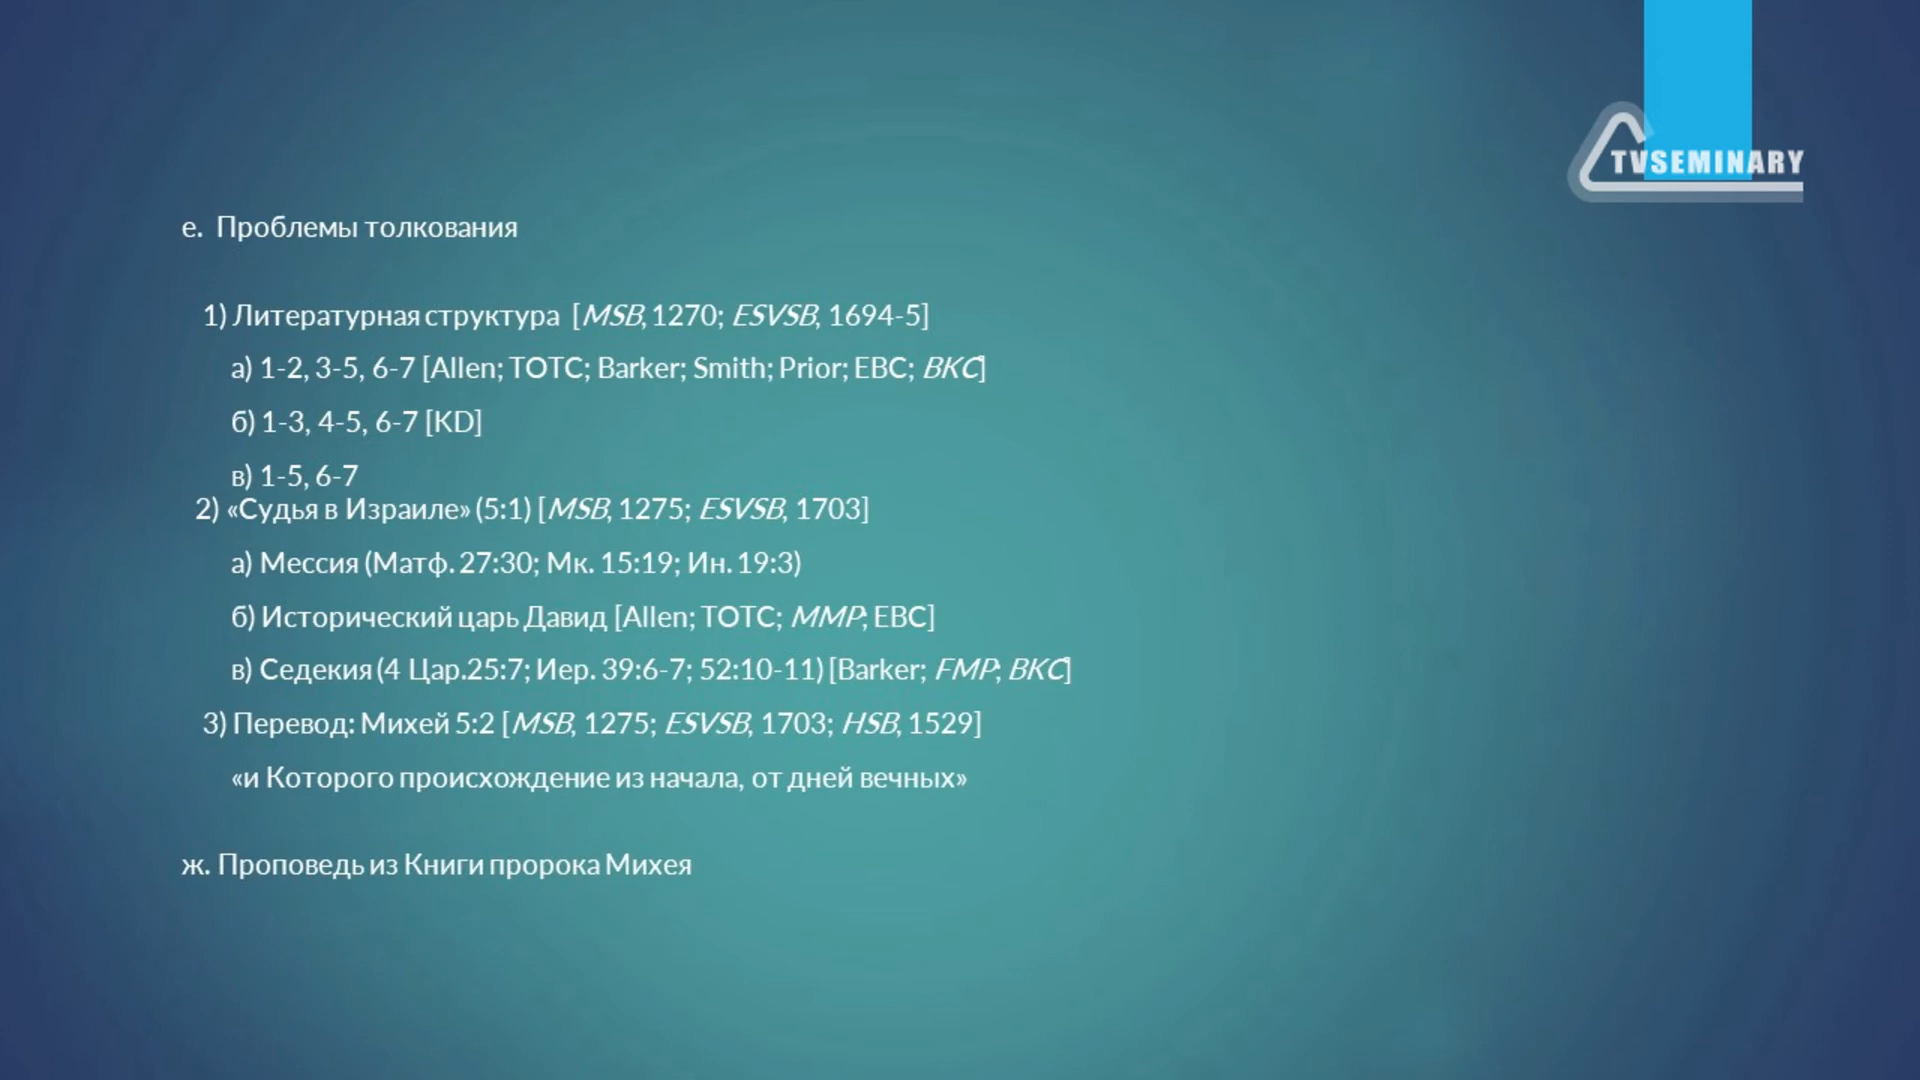 TVSEMINARY
е. Проблемы толкования
1) Литературная структура [MSB, 1270; ESVSB, 1694-5]
а) 1-2, 3-5, 6-7 [Allen; TOTC; Barker; Smith; Prior; EBC; BKC]
б) 1-3, 4-5, 6-7 [KD]
в) 1-5, 6-7
2) «Судья в Израиле» (5:1) [MSB, 1275; ESVSB, 1703]
а) Мессия (Матф. 27:30; Мк. 15:19; Ин. 19:3)
б) Исторический царь Давид [Allen; TOTC; MMP; EBC]
в) Седекия (4 Цар.25:7; Иер. 39:6-7; 52:10-11) [Barker; FMP; BKC]
3) Перевод: Михей 5:2 [MSB, 1275; ESVSB, 1703; HSB, 1529]
«и Которого происхождение из начала, от дней вечных»
ж. Проповедь из Книги пророка Михея